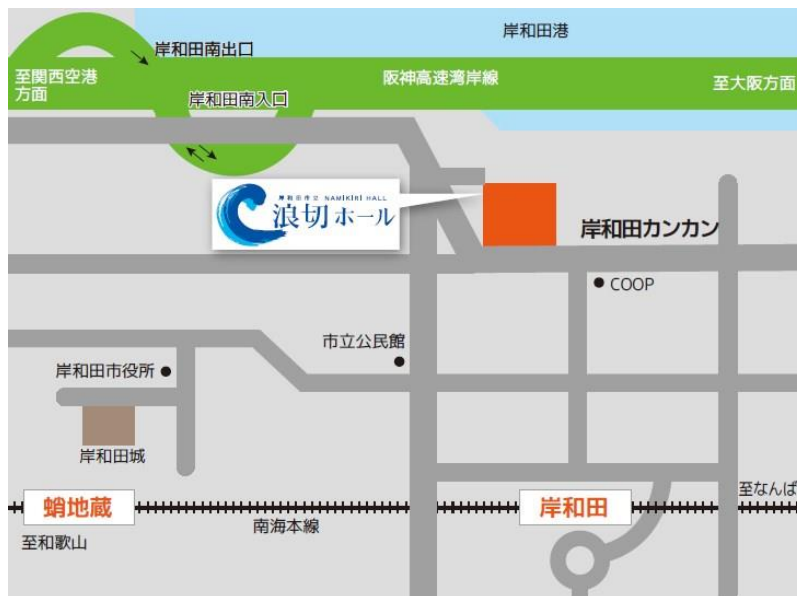 岸和田港
岸和田南出口
至関西空港
方面
阪神高速湾岸線
至大阪方面
岸和田南入口
岸和田市立 NAMIKIRI HALL
浪切ホール
岸和田カンカン
COOP
市立公民館
岸和田市役所
岸和田城
至なんば
蛸地蔵
岸和田
南海本線
至和歌山